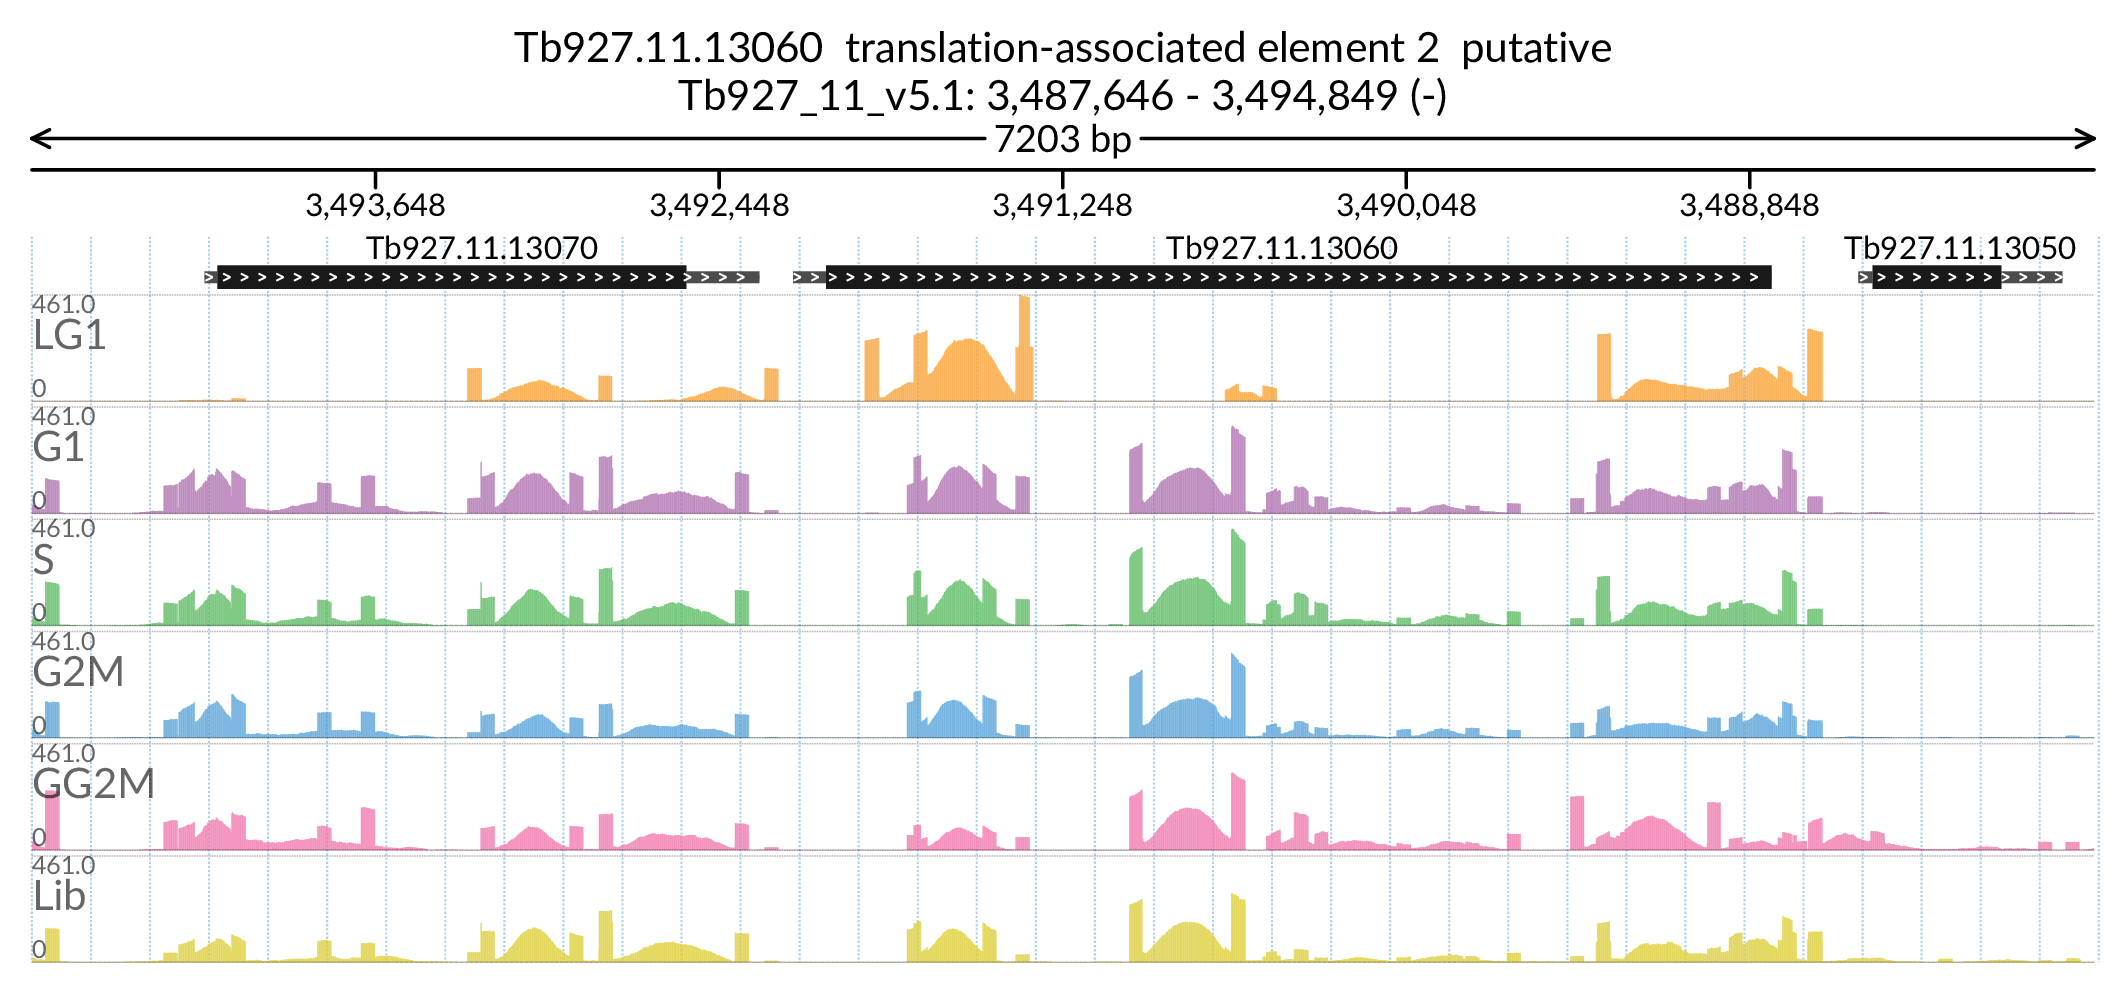 Tb927.11.13060  translation-associated element 2  putative
Tb927_11_v5.1: 3,487,646 - 3,494,849 (-)
7203 bp
3,493,648 3,492,448 3,491,248 3,490,048 3,488,848
Tb927.11.13070 Tb927.11.13060 Tb927.11.13050
461.0
LG1
0
461.0
G1
0
461.0
S
0
461.0
G2M
0
461.0
GG2M
0
461.0
Lib
0